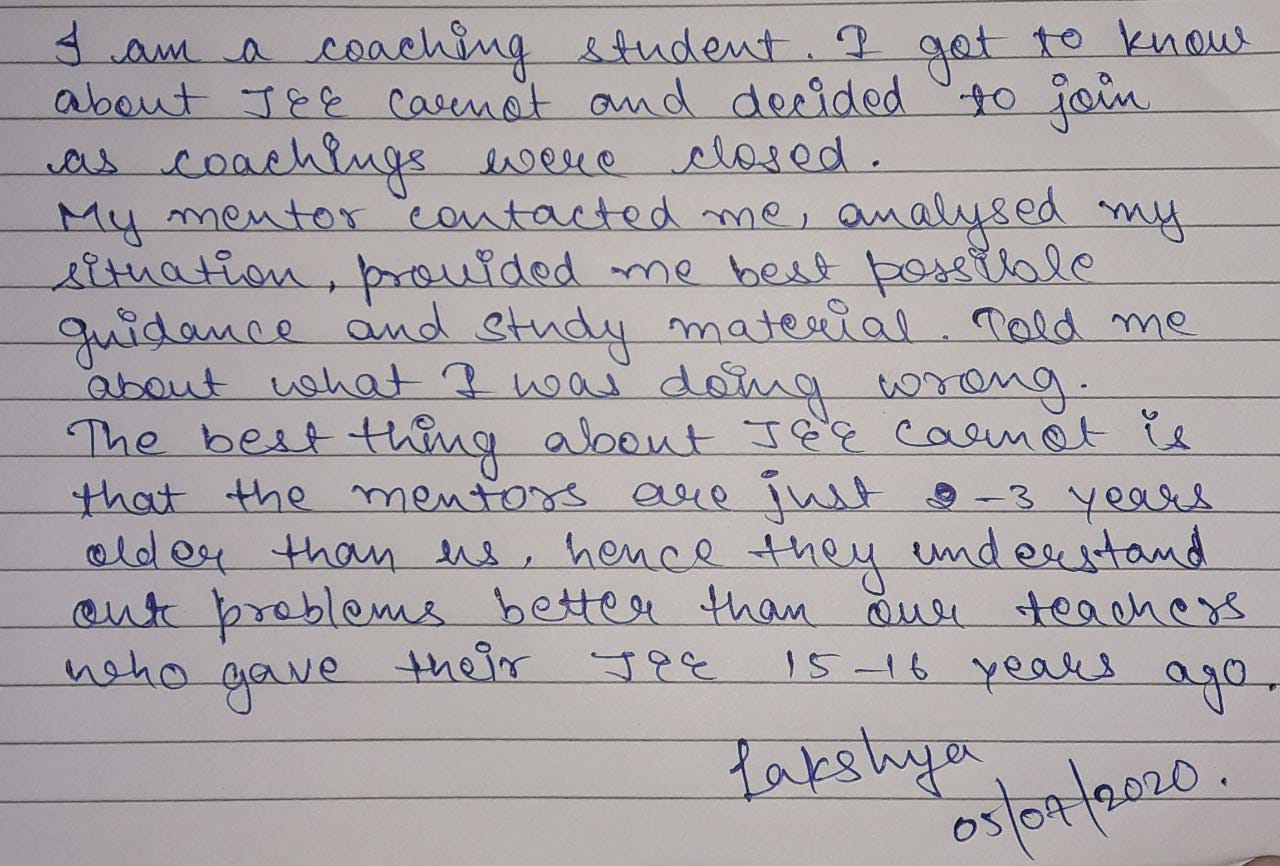 I am a coaching student. I got to know
about JEE Carnot and decided to join
as coachings were closed.
My mentor contacted me, analysed my
situation, provided me best possible
guidance and study material. Told me
about what I was doing wrong.
The best thing about JEE Carnot is
that the mentors are just -3 years
older than us, hence they understand
our problems better than our teachers
who gave their JEE 15-16 years ago.
Lakshya
05/07/2020.